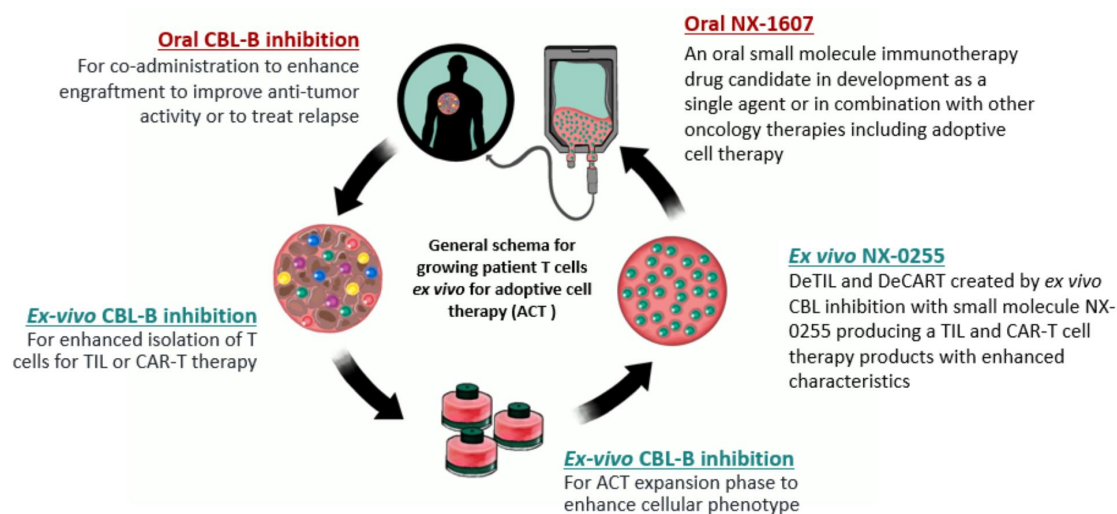 Oral CBL-B inhibition
For co-administration to enhance
engraftment to improve anti-tumor
activity or to treat relapse
Oral NX-1607
An oral small molecule immunotherapy
drug candidate in development as a
single agent or in combination with other
oncology therapies including adoptive
cell therapy
General schema for
growing patient T cells
ex vivo for adoptive cell
therapy (ACT )
Ex vivo NX-0255
DeTIL and DeCART created by ex vivo
CBL inhibition with small molecule NX-
0255 producing a TIL and CAR-T cell
therapy products with enhanced
characteristics
Ex-vivo CBL-B inhibition
For enhanced isolation of T
cells for TIL or CAR-T therapy
Ex-vivo CBL-B inhibition
For ACT expansion phase to
enhance cellular phenotype